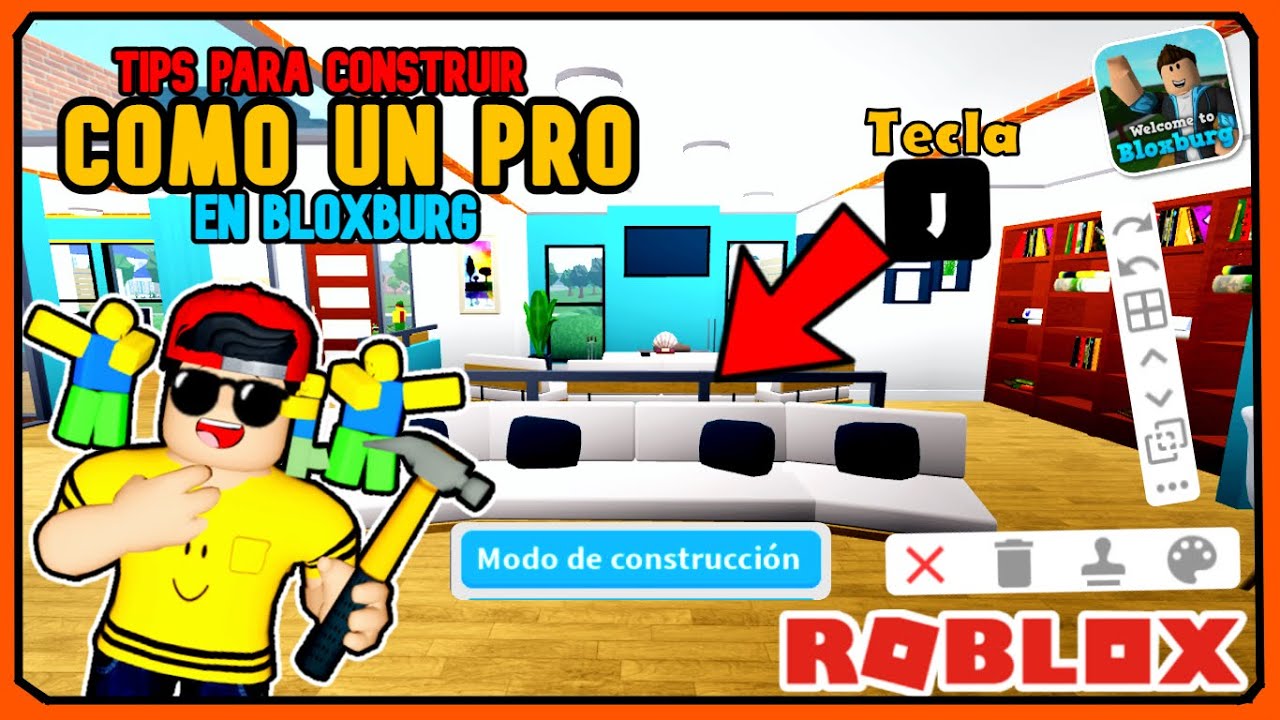 TIPS PARA CONSTRUIR
COMO UN PRO
EN BLOXBURG
Tecla
J
Welcome to
Bloxburg
Modo de construcción
ROBLOX